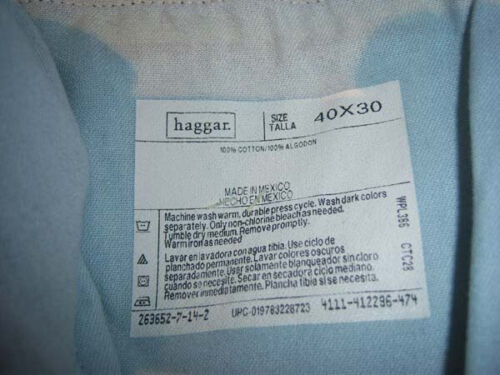 haggar.
SIZE
TALLA
40X30
100% COTTON/100% ALGODON
MADE IN MEXICO
HECHO EN MEXICO
Machine wash warm, durable press cycle. Wash dark colors
separately. Only non-chlorine bleach as needed.
Tumble dry medium. Remove promptly.
Warm iron as needed
Lavar en lavadora con agua tibia. Use ciclo de
planchado permanente. Lavar colores oscuros
separadamente. User solamente blanqueador sin cloro
cuando se necesite. Secar en secadora ciclo mediano.
Remover inmediatamente. Plancha tibia si se necesite.
WPL 386 CTC28
263652-7-14-2
UPC-019783228723
4111-412296-474